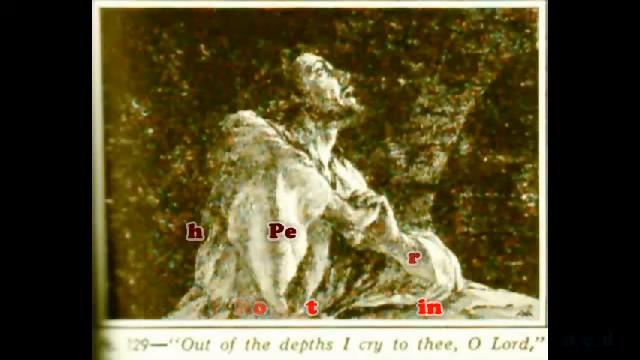 h Pe
r
o t in
129—"Out of the depths I cry to thee, O Lord,"